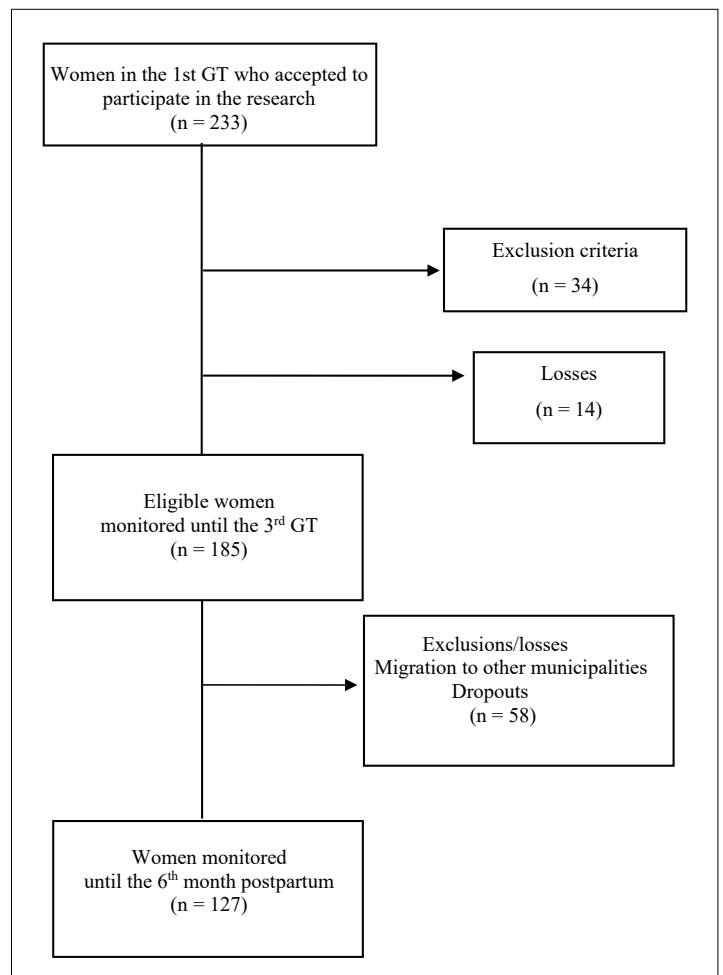 Women in the 1st GT who accepted to
participate in the research
(n = 233)
Exclusion criteria
(n = 34)
Losses
(n = 14)
Eligible women
monitored until the 3rd GT
(n = 185)
Exclusions/losses
Migration to other municipalities
Dropouts
(n = 58)
Women monitored
until the 6th month postpartum
(n = 127)